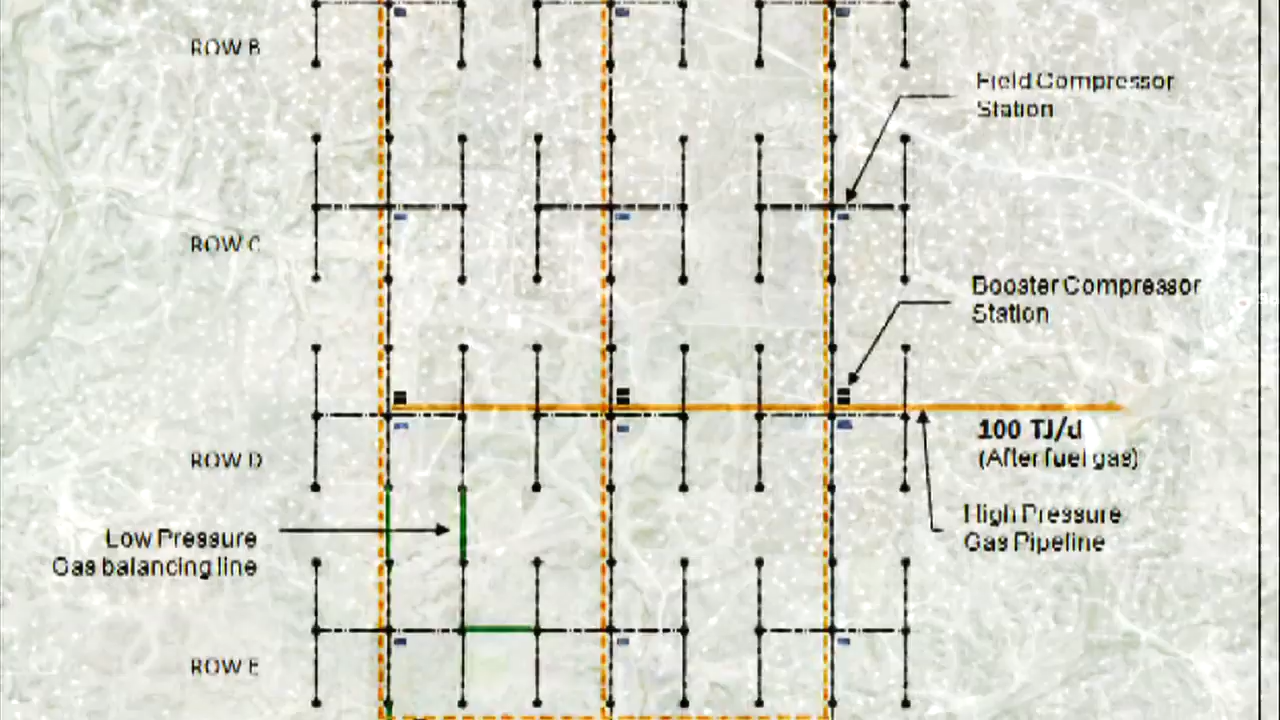 ROW B
Field Compressor
Station
ROW C
Booster Compressor
Station
100 TJ/d
(After fuel gas)
ROW D
High Pressure
Gas Pipeline
Low Pressure
Gas balancing line
ROW E